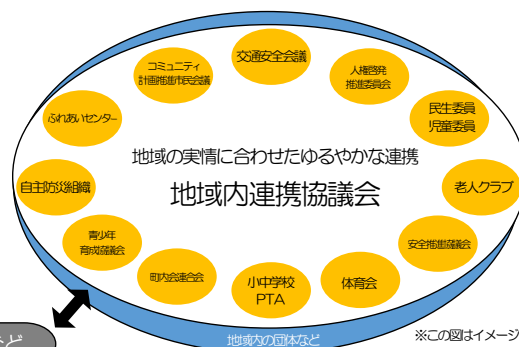 交通安全会議
コミュニティ
計画推進市民会議
人権啓発
推進委員会
ふれあいセンター
民生委員
児童委員
地域の実情に合わせたゆるやかな連携
地域内連携協議会
自主防災組織
老人クラブ
青少年
育成協議会
安全推進協議会
町内会連合会
小中学校
PTA
体育会
など
地域内の団体など
※この図はイメージ